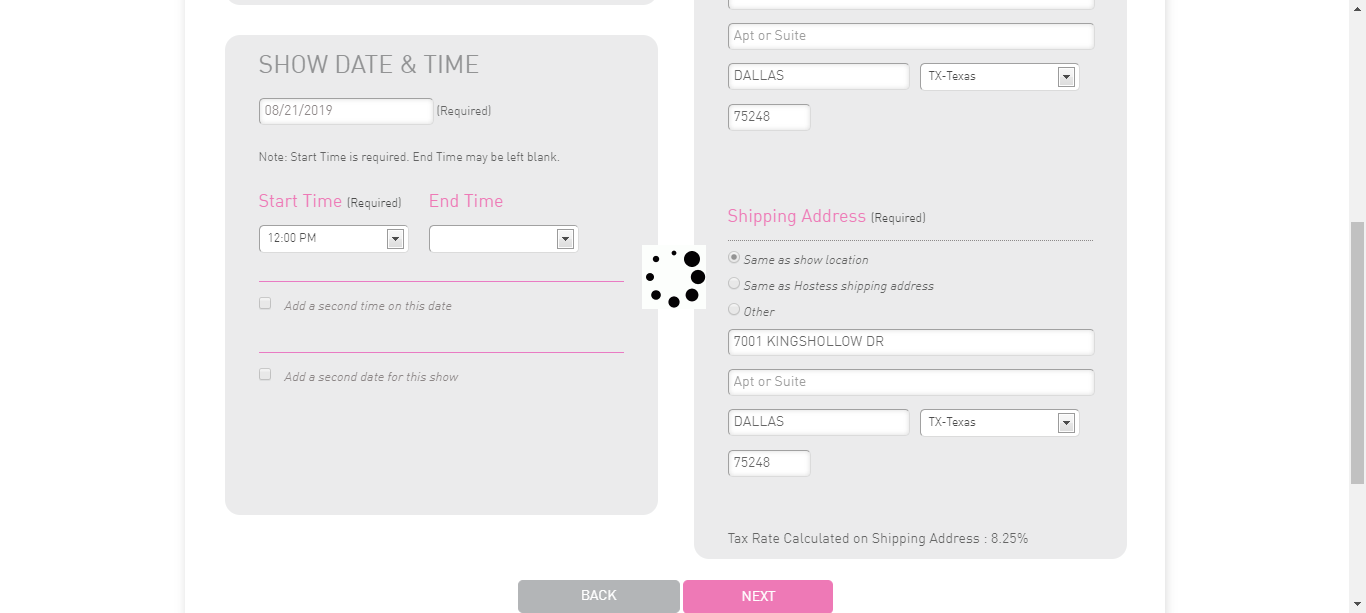 SHOW DATE & TIME
08/21/2019 (Required)
Note: Start Time is required. End Time may be left blank.
Start Time (Required) End Time
12:00 PM
Add a second time on this date
Add a second date for this show
Apt or Suite
DALLAS TX-Texas
75248
Shipping Address (Required)
Same as show location
Same as Hostess shipping address
Other
7001 KINGSHOLLOW DR
Apt or Suite
DALLAS TX-Texas
75248
Tax Rate Calculated on Shipping Address : 8.25%
BACK NEXT